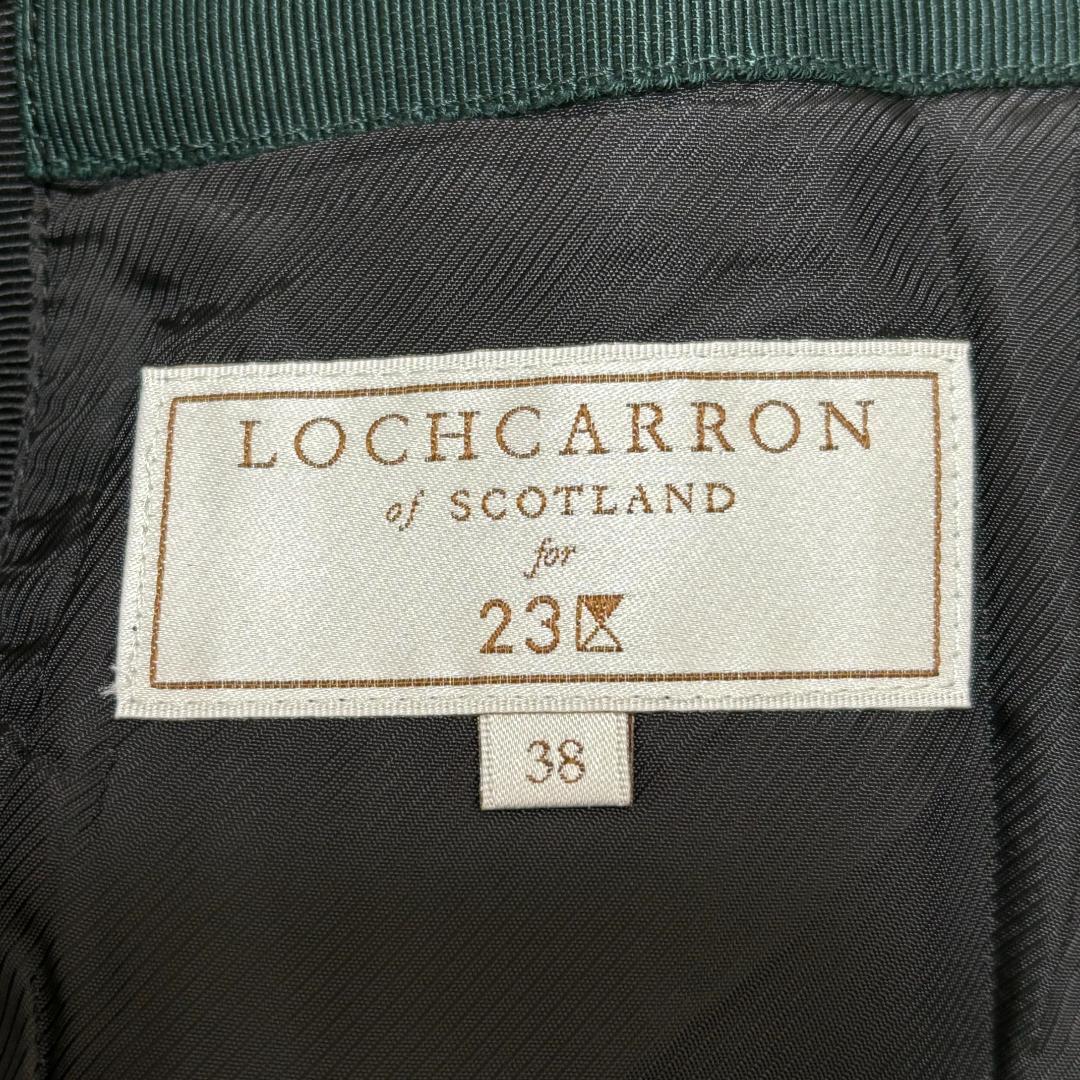 LOCHCARRON
of SCOTLAND
for
23区
38